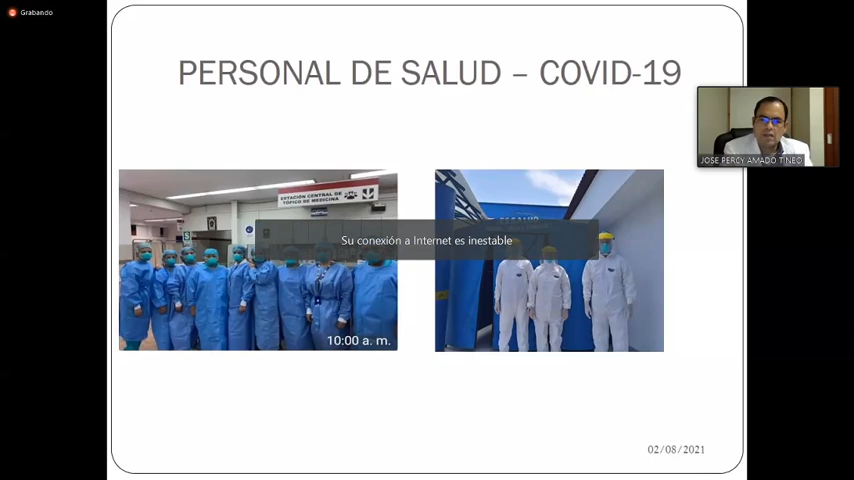 Grabando
PERSONAL DE SALUD – COVID-19
JOSE PERCY AMADO TINEO
ESTACIÓN CENTRAL DE
TÓPICO DE MEDICINA
Su conexión a Internet es inestable
10:00 a. m.
02/08/2021